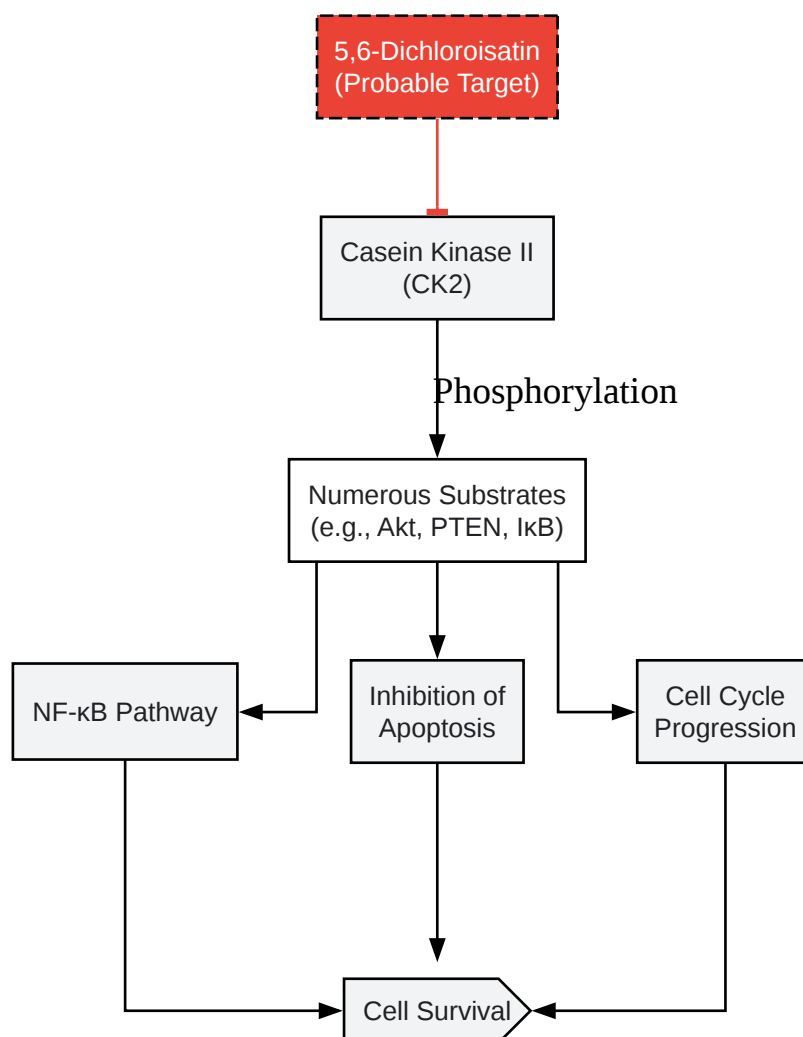 5,6-Dichloroisatin
(Probable Target)
Casein Kinase II
(CK2)
Phosphorylation
Numerous Substrates
(e.g., Akt, PTEN, IκB)
NF-κB Pathway
Inhibition of
Apoptosis
Cell Cycle
Progression
Cell Survival